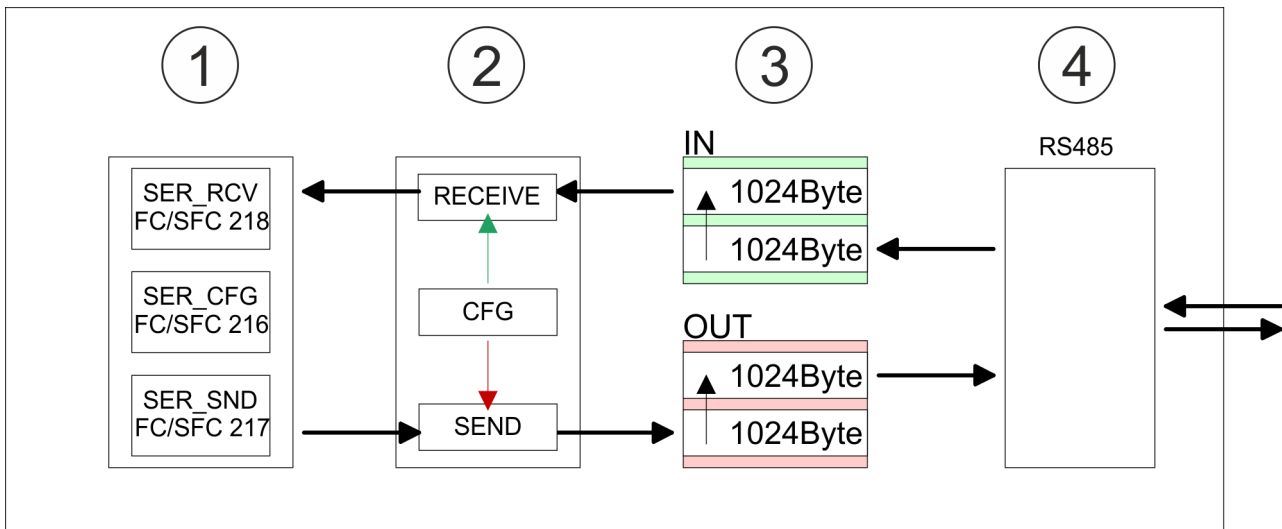 1
2
3
4
SER_RCV
FC/SFC 218
SER_CFG
FC/SFC 216
SER_SND
FC/SFC 217
RECEIVE
CFG
SEND
IN
1024Byte
1024Byte
OUT
1024Byte
1024Byte
RS485